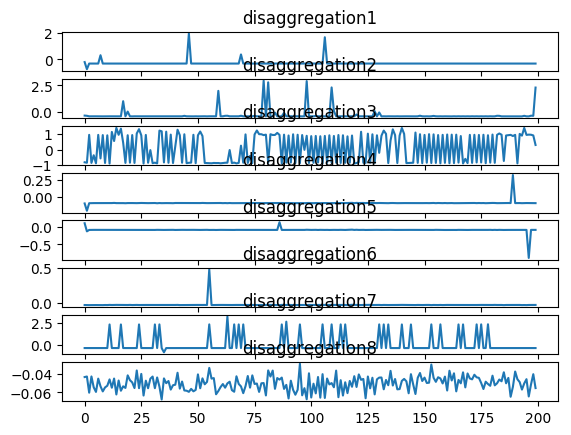 disaggregation1
2
0
disaggregation2
2.5
0.0
disaggregation3
1
0
−1
disaggregation4
0.25
0.00
disaggregation5
0.0
−0.5
disaggregation6
0.5
0.0
disaggregation7
2.5
0.0
disaggregation8
−0.04
−0.06
0 25 50 75 100 125 150 175 200